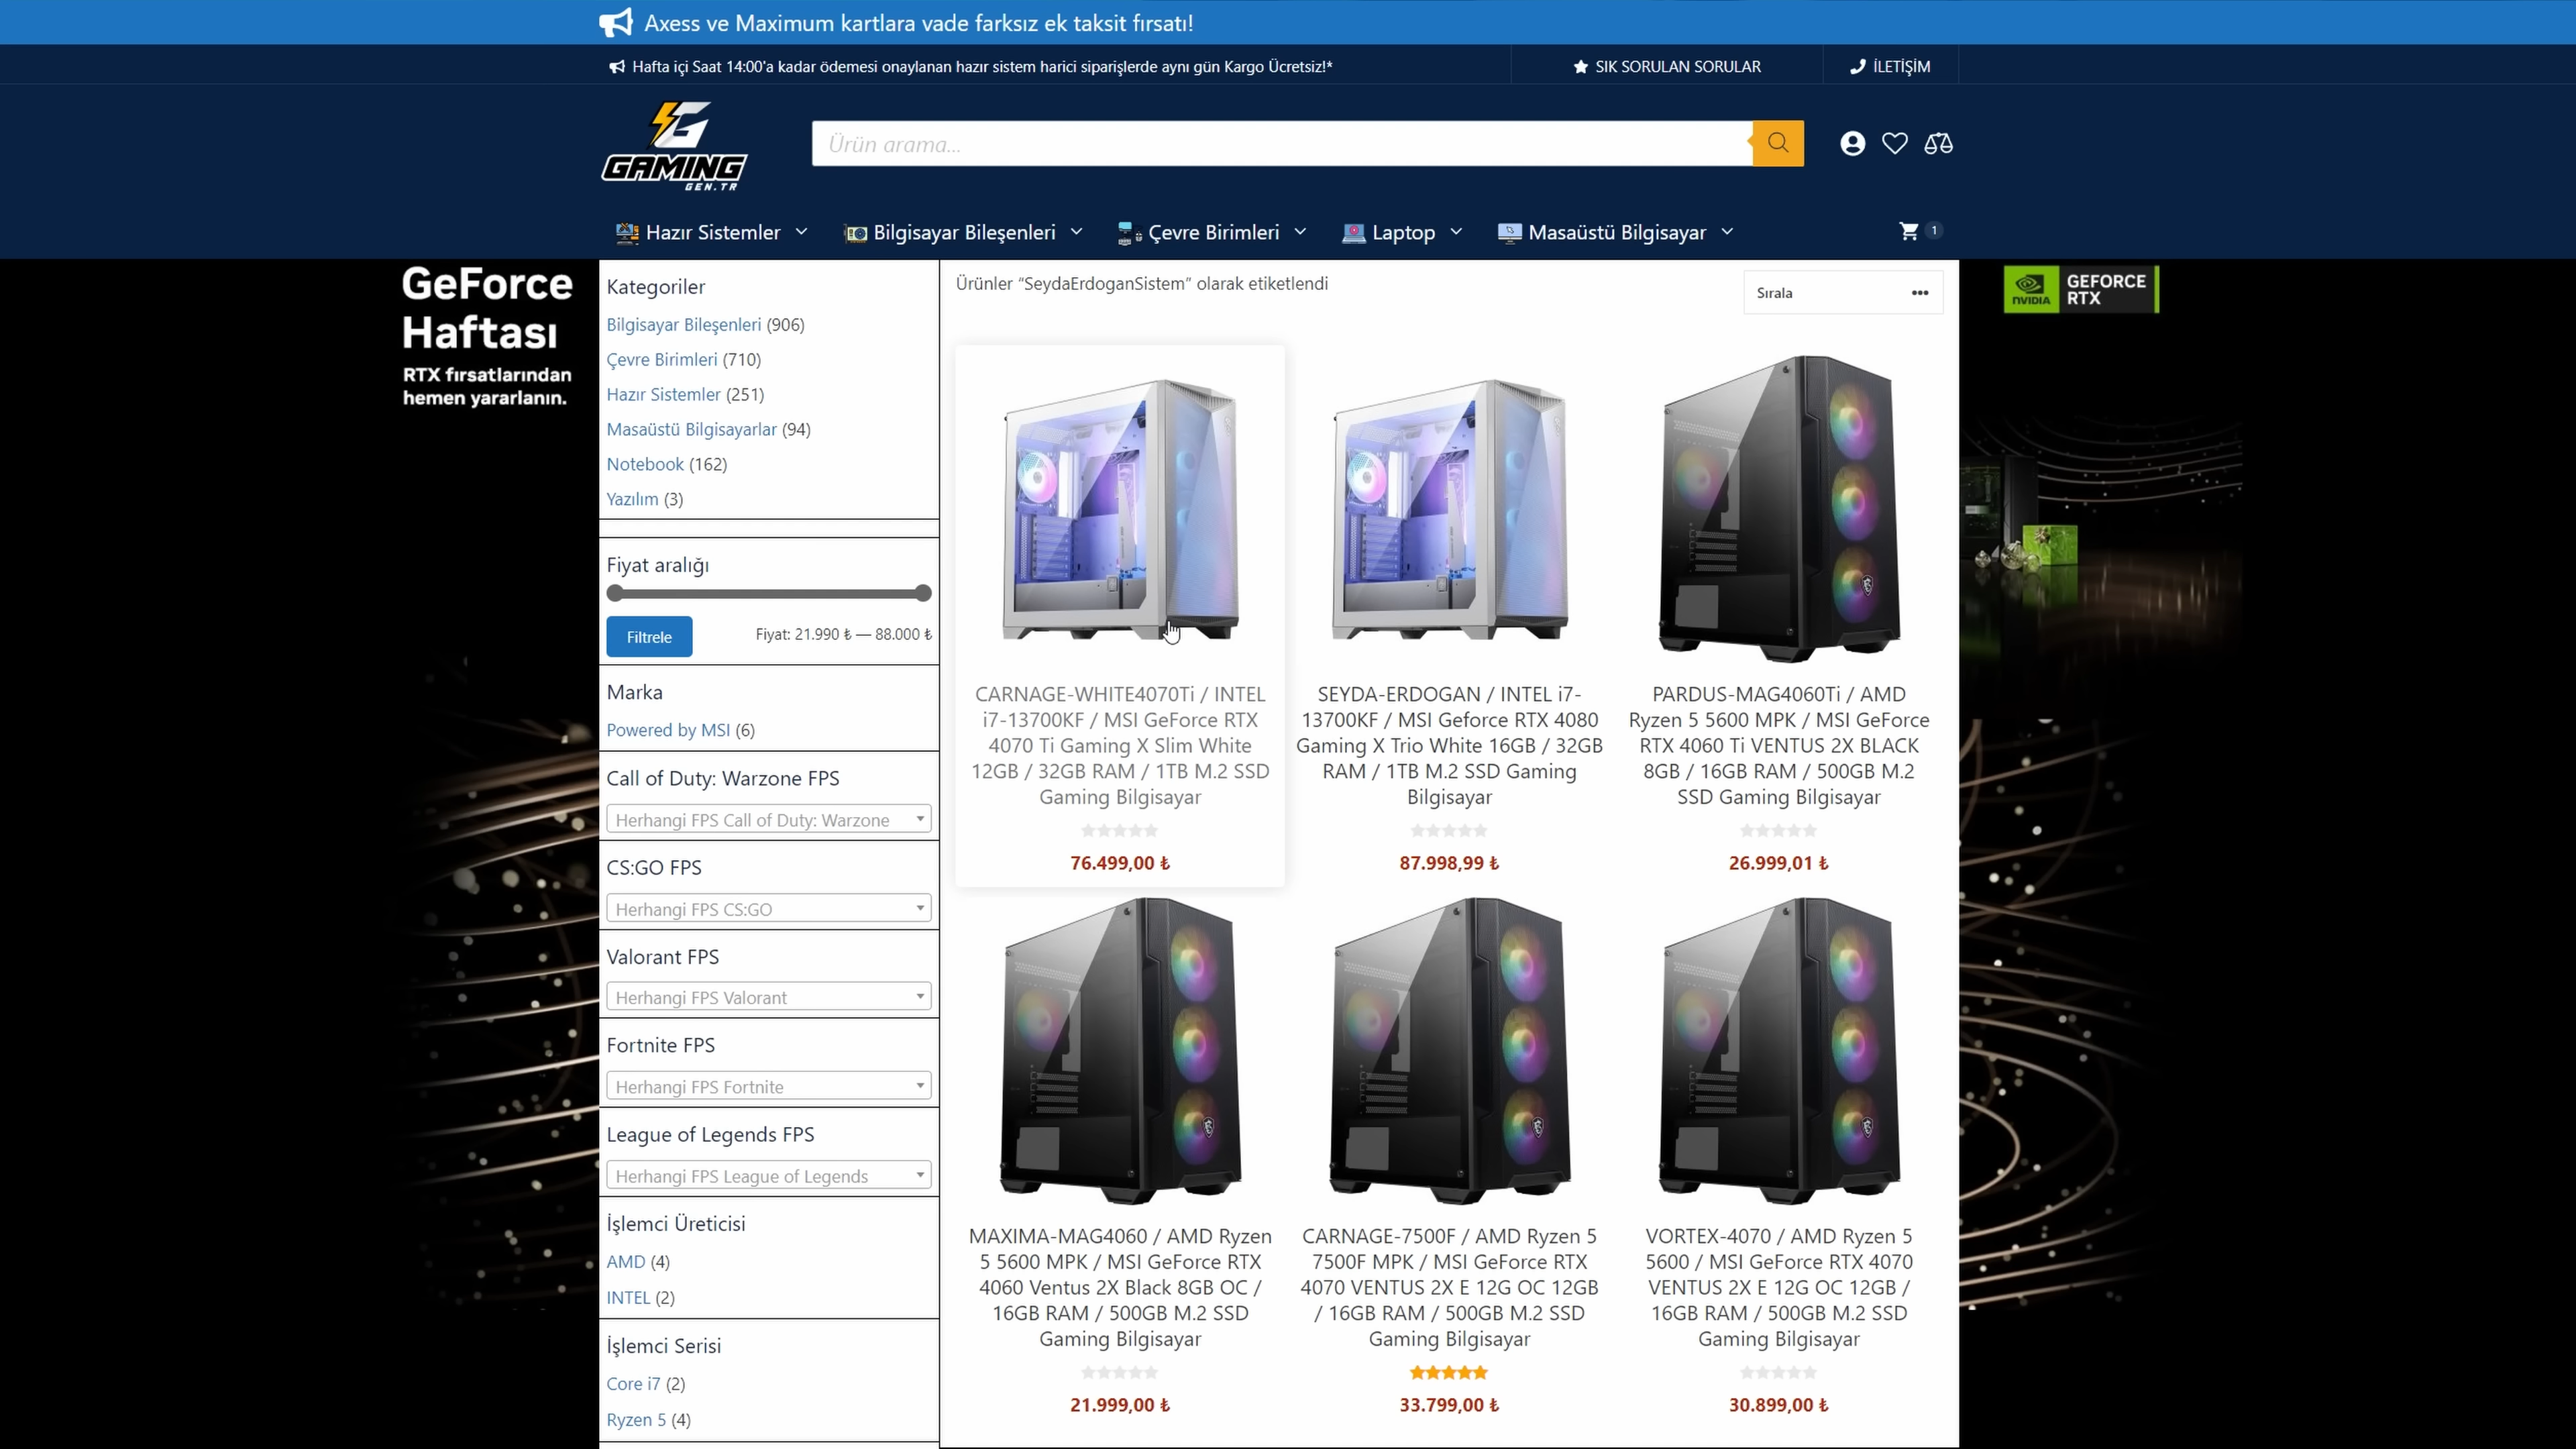 Axess ve Maximum kartlara vade farksız ek taksit fırsatı!
Hafta içi Saat 14:00'a kadar ödemesi onaylanan hazır sistem harici siparişlerde aynı gün Kargo Ücretsiz!*
SIK SORULAN SORULAR
İLETİŞİM
G
GAMING
GEN.TR
Ürün arama...
Hazır Sistemler
Bilgisayar Bileşenleri
Çevre Birimleri
Laptop
Masaüstü Bilgisayar
1
GeForce
Haftası
RTX fırsatlarından
hemen yararlanın.
NVIDIA
GEFORCE
RTX
Kategoriler
Bilgisayar Bileşenleri (906)
Çevre Birimleri (710)
Hazır Sistemler (251)
Masaüstü Bilgisayarlar (94)
Notebook (162)
Yazılım (3)
Fiyat aralığı
Filtrele
Fiyat: 21.990 ₺ — 88.000 ₺
Marka
Powered by MSI (6)
Call of Duty: Warzone FPS
Herhangi FPS Call of Duty: Warzone
CS:GO FPS
Herhangi FPS CS:GO
Valorant FPS
Herhangi FPS Valorant
Fortnite FPS
Herhangi FPS Fortnite
League of Legends FPS
Herhangi FPS League of Legends
İşlemci Üreticisi
AMD (4)
INTEL (2)
İşlemci Serisi
Core i7 (2)
Ryzen 5 (4)
Ürünler “SeydaErdoganSistem” olarak etiketlendi
Sırala
CARNAGE-WHITE4070Ti / INTEL
i7-13700KF / MSI GeForce RTX
4070 Ti Gaming X Slim White
12GB / 32GB RAM / 1TB M.2 SSD
Gaming Bilgisayar
76.499,00 ₺
SEYDA-ERDOGAN / INTEL i7-
13700KF / MSI Geforce RTX 4080
Gaming X Trio White 16GB / 32GB
RAM / 1TB M.2 SSD Gaming
Bilgisayar
87.998,99 ₺
PARDUS-MAG4060Ti / AMD
Ryzen 5 5600 MPK / MSI GeForce
RTX 4060 Ti VENTUS 2X BLACK
8GB / 16GB RAM / 500GB M.2
SSD Gaming Bilgisayar
26.999,01 ₺
MAXIMA-MAG4060 / AMD Ryzen
5 5600 MPK / MSI GeForce RTX
4060 Ventus 2X Black 8GB OC /
16GB RAM / 500GB M.2 SSD
Gaming Bilgisayar
21.999,00 ₺
CARNAGE-7500F / AMD Ryzen 5
7500F MPK / MSI GeForce RTX
4070 VENTUS 2X E 12G OC 12GB
/ 16GB RAM / 500GB M.2 SSD
Gaming Bilgisayar
33.799,00 ₺
VORTEX-4070 / AMD Ryzen 5
5600 / MSI GeForce RTX 4070
VENTUS 2X E 12G OC 12GB /
16GB RAM / 500GB M.2 SSD
Gaming Bilgisayar
30.899,00 ₺